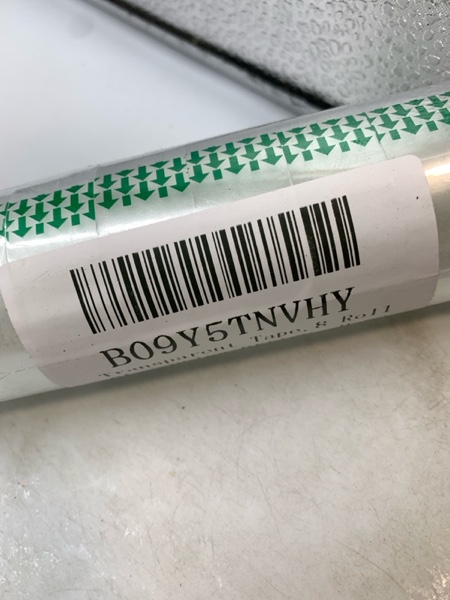 B09Y5TNVHY
Transparent Tape, 8 Roll